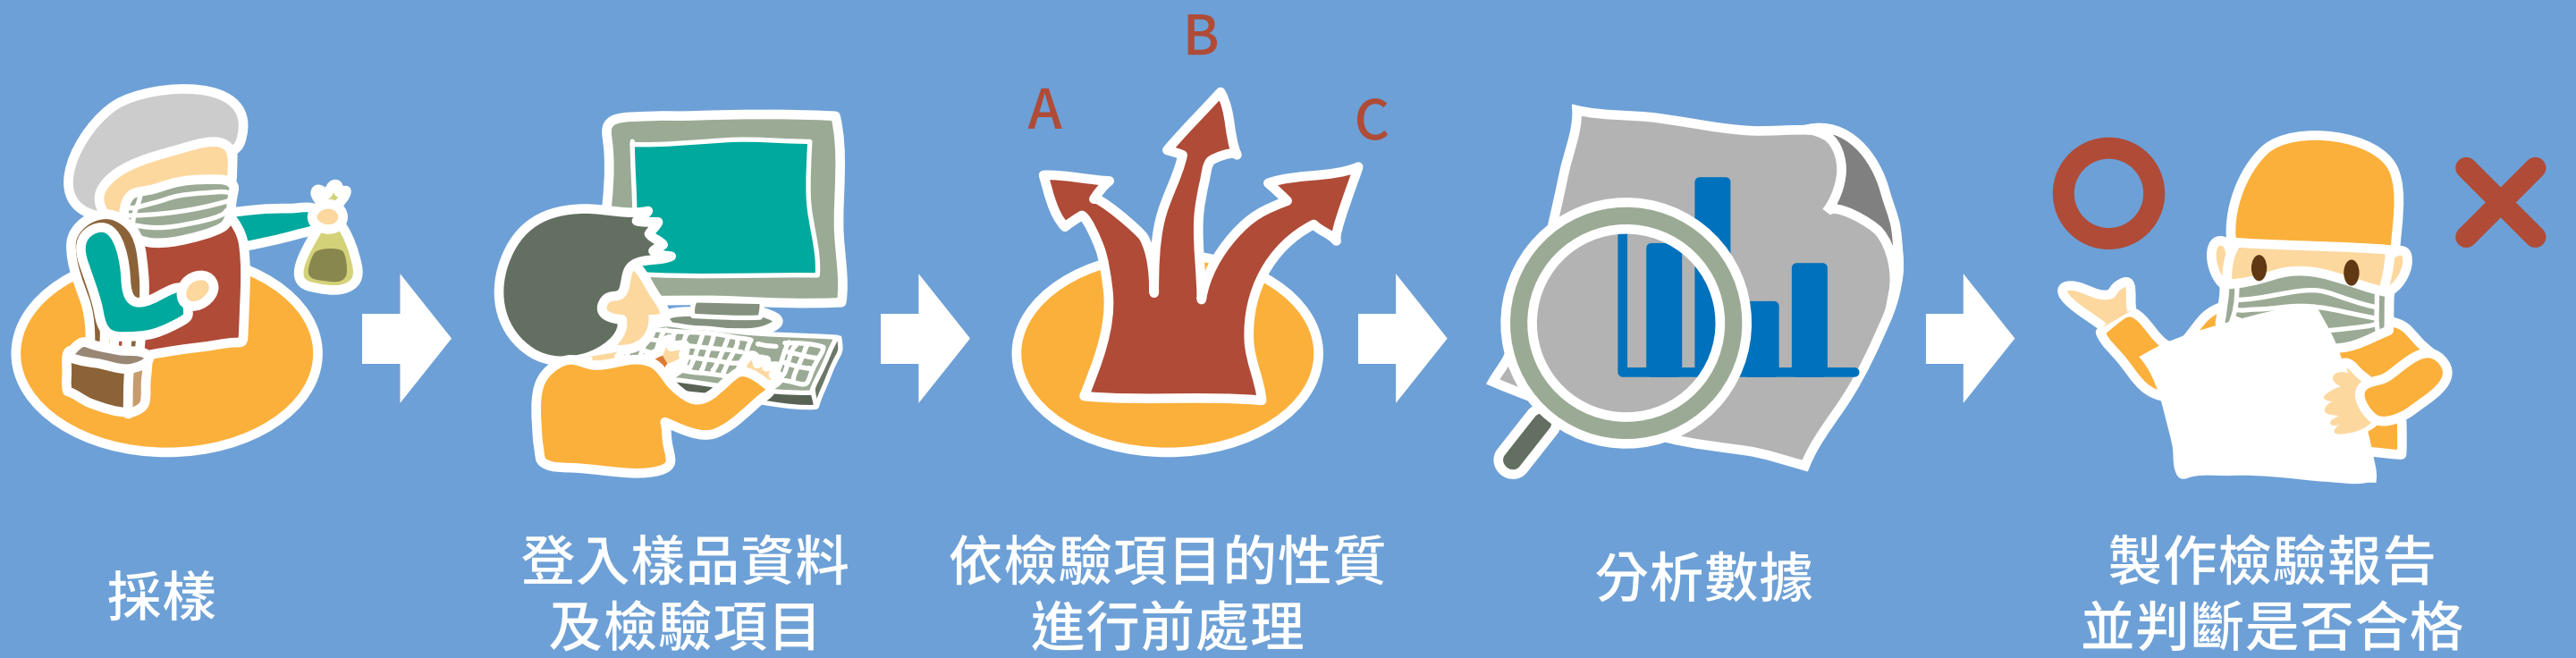 A
B
C
採樣
登入樣品資料
及檢驗項目
依檢驗項目的性質
進行前處理
分析數據
製作檢驗報告
並判斷是否合格